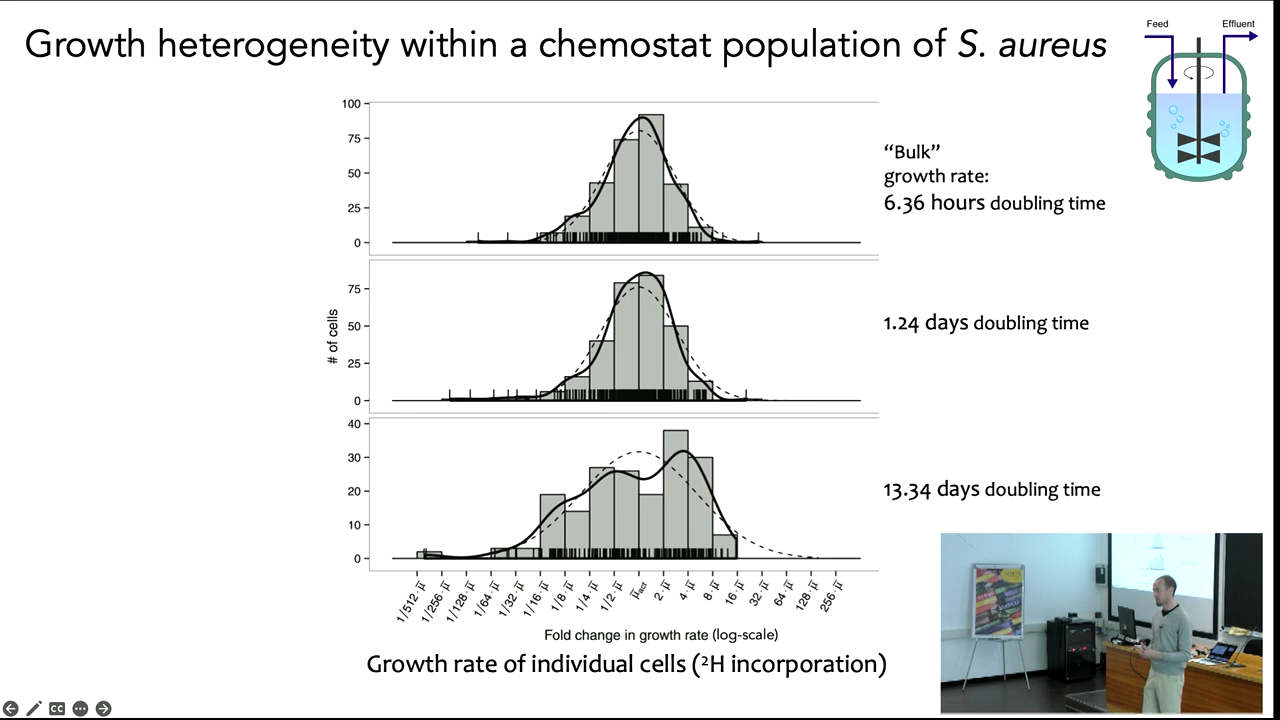 Growth heterogeneity within a chemostat population of S. aureus
Feed
Effluent
100
75
50
25
0
75
50
25
0
40
30
20
10
0
# of cells
"Bulk"
growth rate:
6.36 hours doubling time
1.24 days doubling time
13.34 days doubling time
1/512·μ̅
1/256·μ̅
1/128·μ̅
1/64·μ̅
1/32·μ̅
1/16·μ̅
1/8·μ̅
1/4·μ̅
1/2·μ̅
2·μ̅
4·μ̅
8·μ̅
16·μ̅
32·μ̅
64·μ̅
128·μ̅
256·μ̅
Fold change in growth rate (log-scale)
Growth rate of individual cells (²H incorporation)
CC